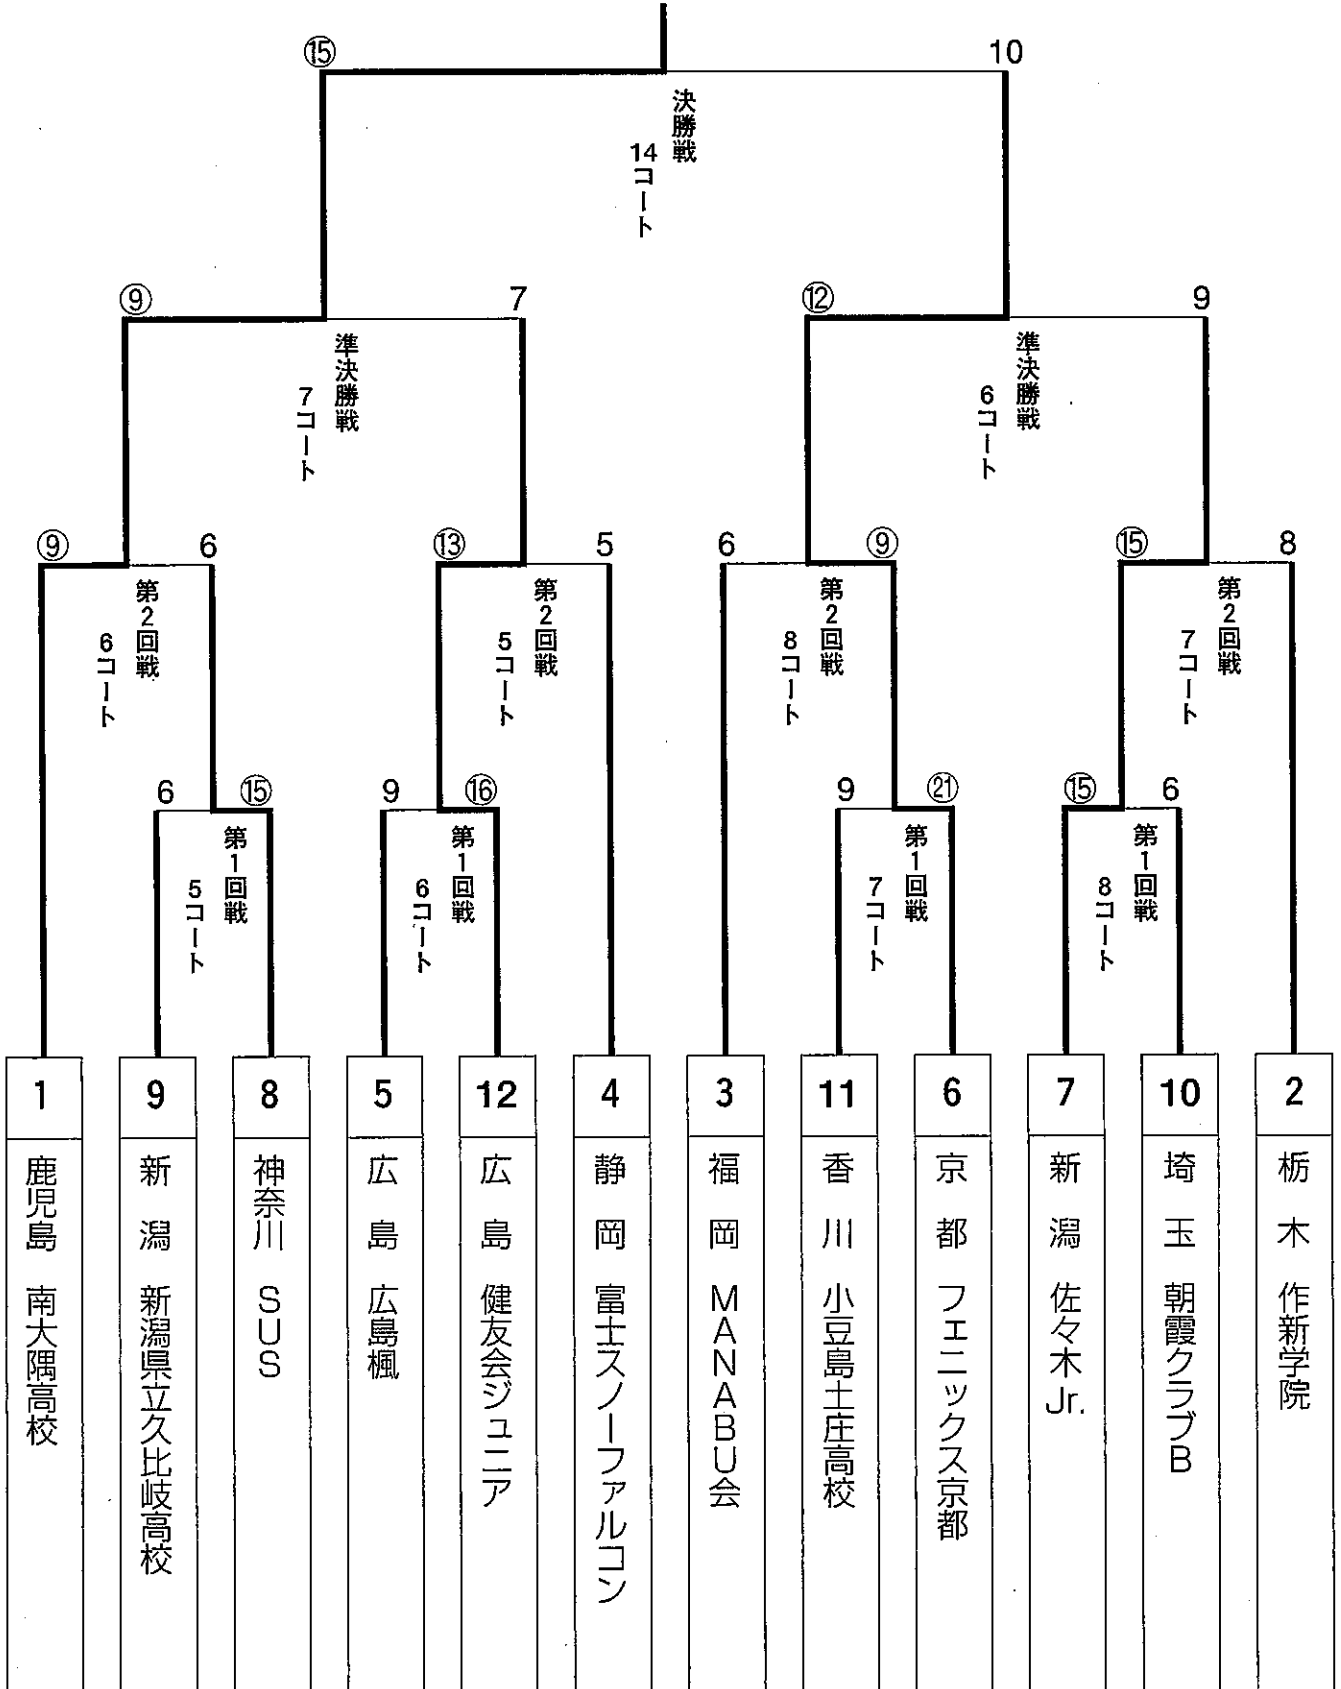 ⑮ 10
決勝戦
14コート
⑨ 7 ⑫ 9
準決勝戦
7コート
準決勝戦
6コート
⑨ 6 ⑬ 5 6 ⑨ ⑮ 8
第2回戦
6コート
第2回戦
5コート
第2回戦
8コート
第2回戦
7コート
6 ⑮ 9 ⑯ 9 ㉑ ⑮ 6
第1回戦
5コート
第1回戦
6コート
第1回戦
7コート
第1回戦
8コート
1 鹿児島 南大隅高校
9 新潟 新潟県立久比岐高校
8 神奈川 SUS
5 広島 広島楓
12 広島 健友会ジュニア
4 静岡 富士スノーファルコン
3 福岡 MANABU会
11 香川 小豆島土庄高校
6 京都 フェニックス京都
7 新潟 佐々木Jr.
10 埼玉 朝霞クラブB
2 栃木 作新学院